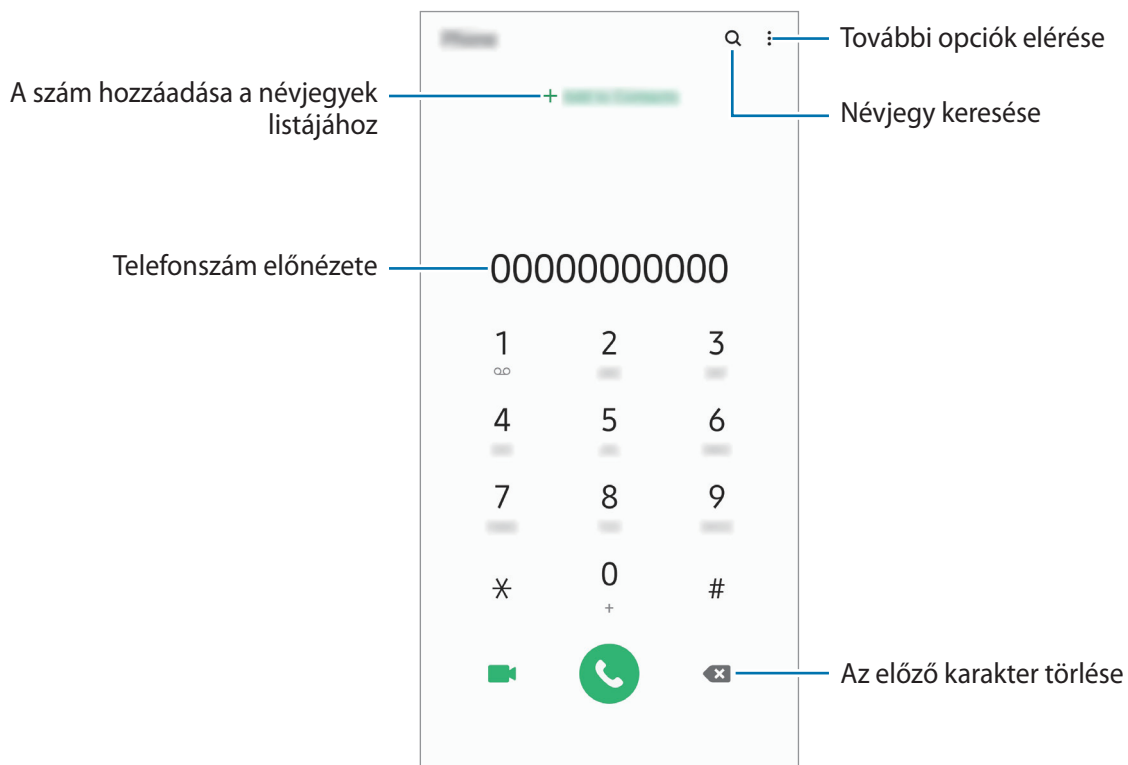 További opciók elérése
A szám hozzáadása a névjegyek
listájához
Névjegy keresése
Telefonszám előnézete
00000000000
1 2 3
4 5 6
7 8 9
* 0 #
+
Az előző karakter törlése